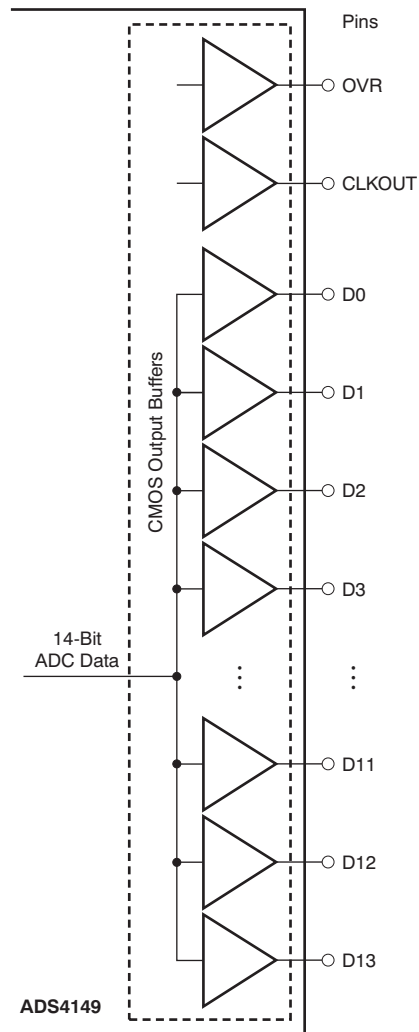 Pins
OVR
CLKOUT
D0
CMOS Output Buffers
D1
D2
D3
14-Bit
ADC Data
⋮ ⋮
D11
D12
D13
ADS4149